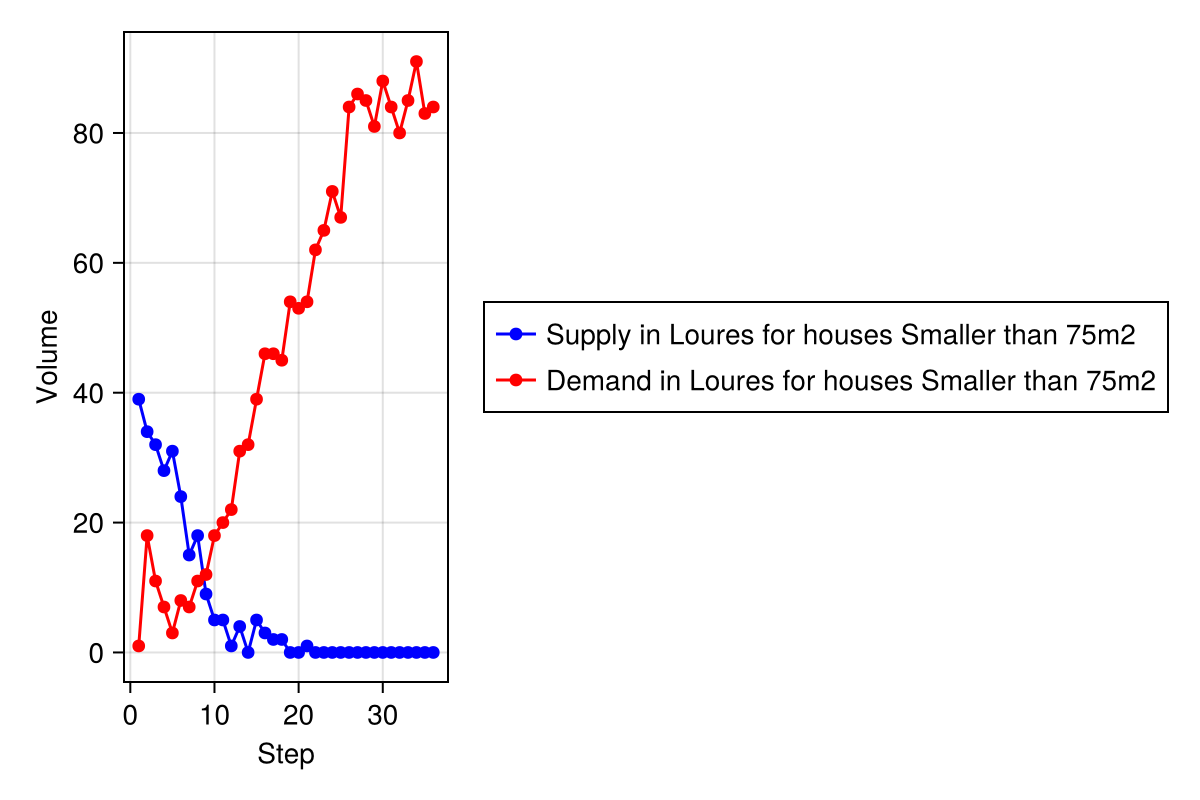 Volume
80
60
40
20
0
0 10 20 30
Step
Supply in Loures for houses Smaller than 75m2
Demand in Loures for houses Smaller than 75m2